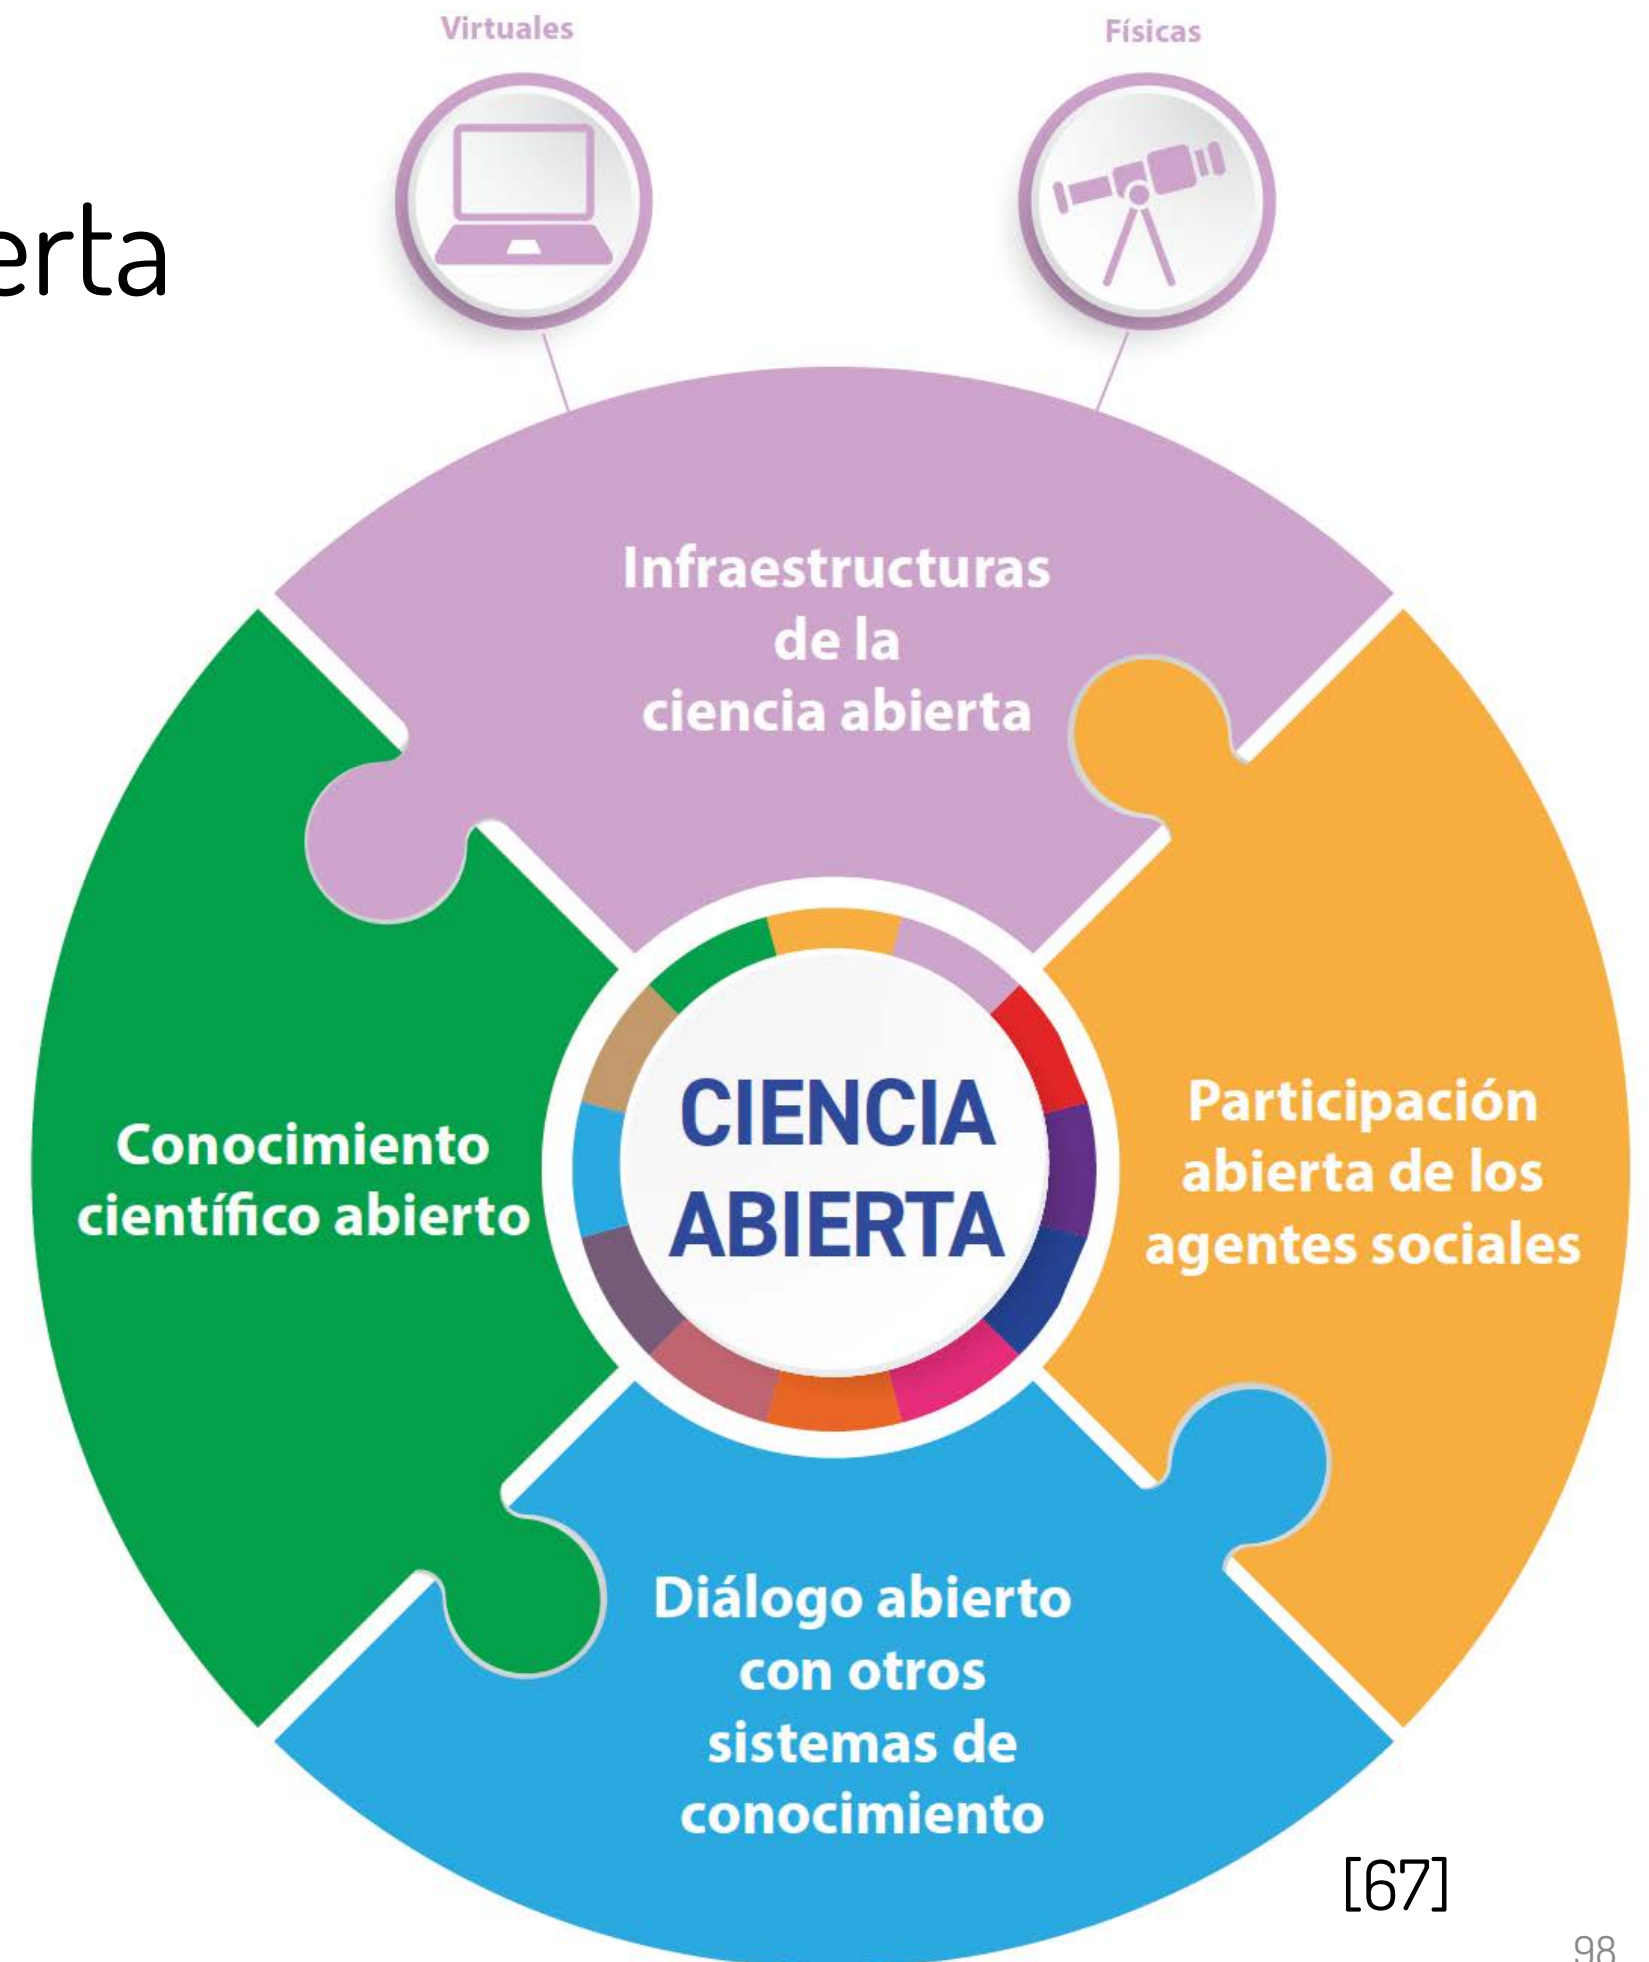 Virtuales
Físicas
erta
Infraestructuras
de la
ciencia abierta
Conocimiento
científico abierto
CIENCIA
ABIERTA
Participación
abierta de los
agentes sociales
Diálogo abierto
con otros
sistemas de
conocimiento
[67]
98